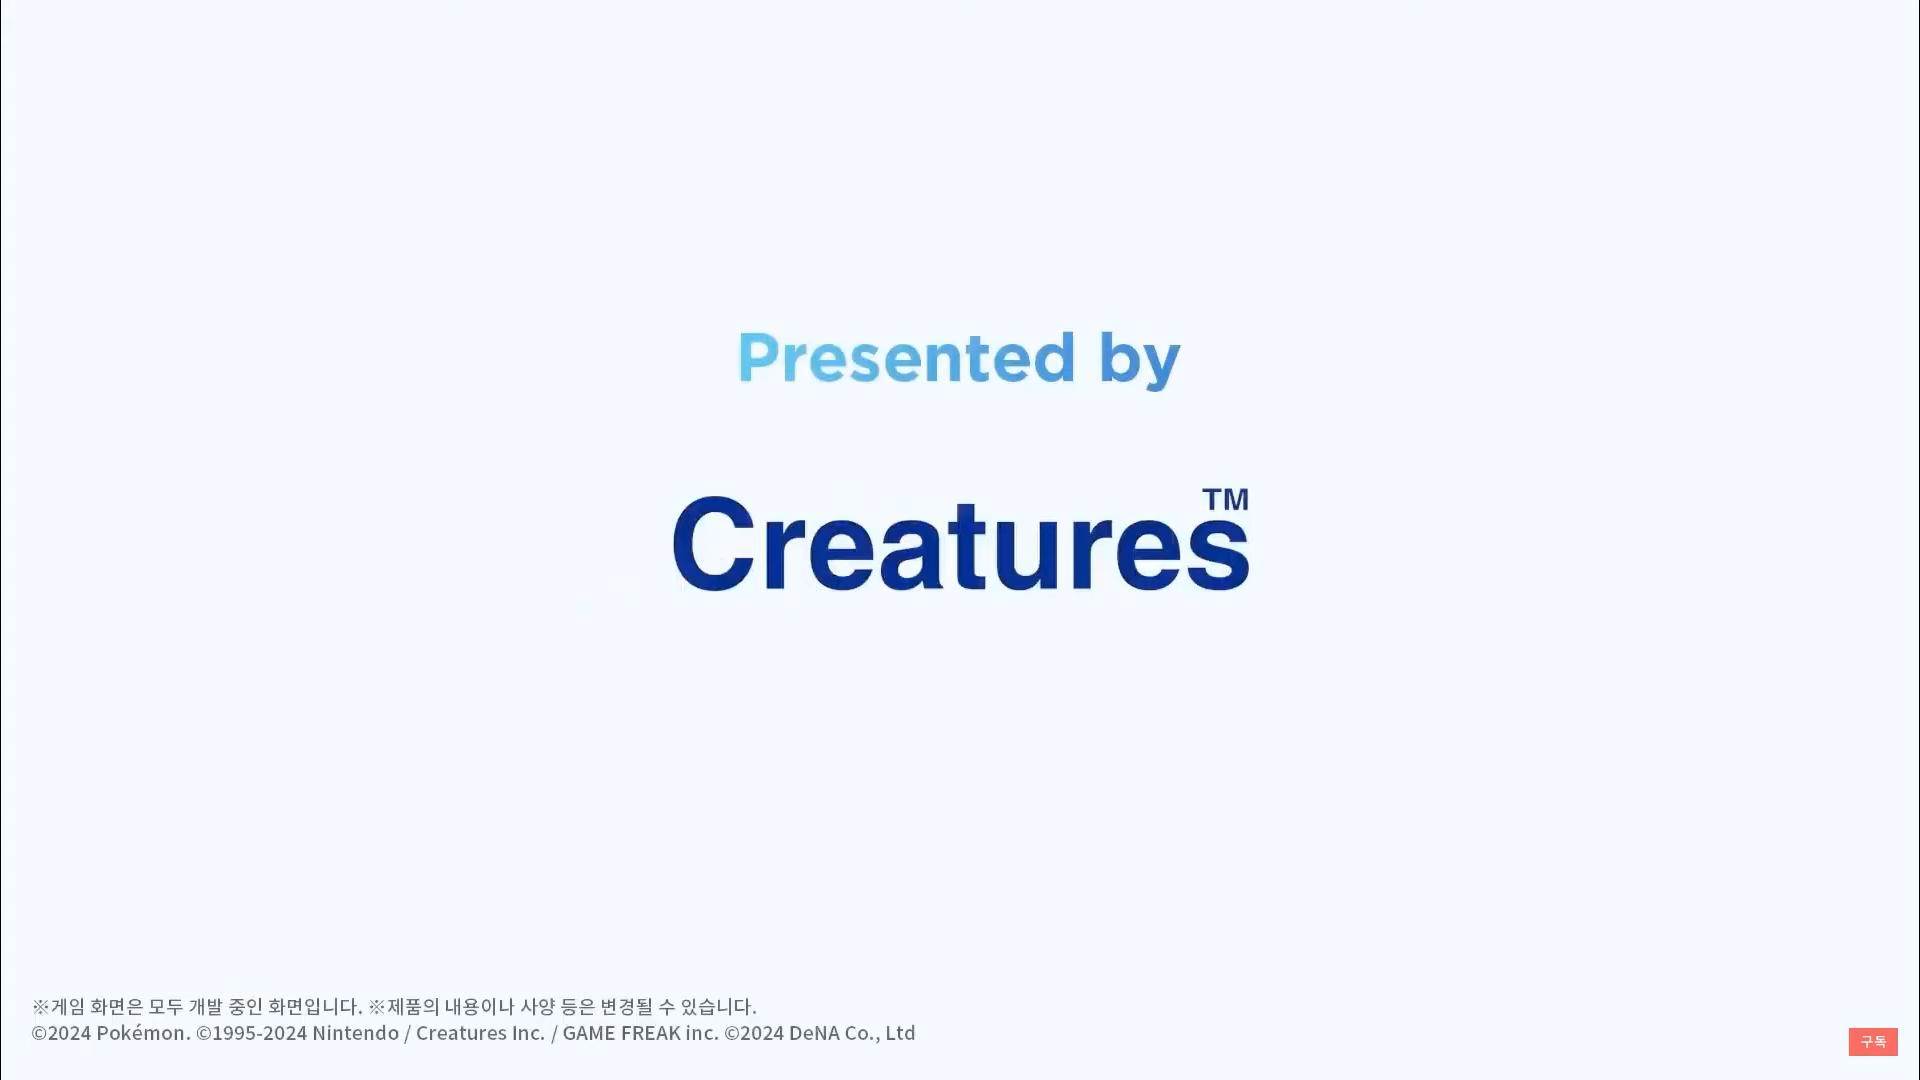 Presented by
Creatures™
※게임 화면은 모두 개발 중인 화면입니다. ※제품의 내용이나 사양 등은 변경될 수 있습니다.
©2024 Pokémon. ©1995-2024 Nintendo / Creatures Inc. / GAME FREAK inc. ©2024 DeNA Co., Ltd
구독